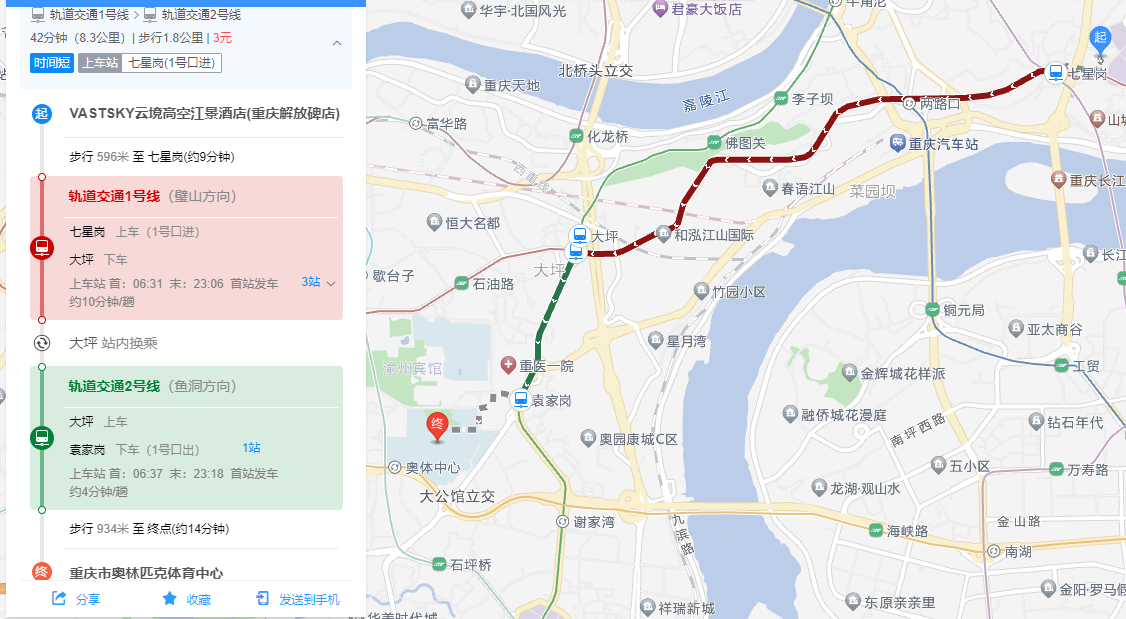 轨道交通1号线 > 轨道交通2号线
42分钟（8.3公里）| 步行1.8公里 | 3元
时间短 上车站 七星岗(1号口进)
起 VASTSKY云境高空江景酒店(重庆解放碑店)
步行 596米 至 七星岗(约9分钟)
轨道交通1号线（璧山方向）
七星岗 上车（1号口进）
大坪 下车
上车站 首：06:31 末：23:06 首站发车 3站
约10分钟/趟
大坪 站内换乘
轨道交通2号线（鱼洞方向）
大坪 上车
袁家岗 下车（1号口出） 1站
上车站 首：06:37 末：23:18 首站发车
约4分钟/趟
步行 934米 至 终点(约14分钟)
终 重庆市奥林匹克体育中心
分享 收藏 发送到手机
华宇·北国风光
君豪大饭店
牛角沱
起
北桥头立交
七星岗
重庆天地
嘉陵江
李子坝
两路口
富华路
化龙桥
山城
佛图关
重庆汽车站
西重线
春语江山
菜园坝
重庆长江
恒大名都
大坪
和泓江山国际
长江
歇台子
大坪
石油路
竹园小区
铜元局
亚太商谷
星月湾
渝州宾馆
重医一院
金辉城花样派
工贸
袁家岗
终
融侨城花漫庭
钻石年代
南坪西路
奥园康城C区
奥体中心
五小区
万寿路
大公馆立交
龙湖·观山水
谢家湾
九滨路
海峡路
金山路
南湖
石坪桥
金阳·罗马假
东原亲亲里
祥瑞新城
华美时代城